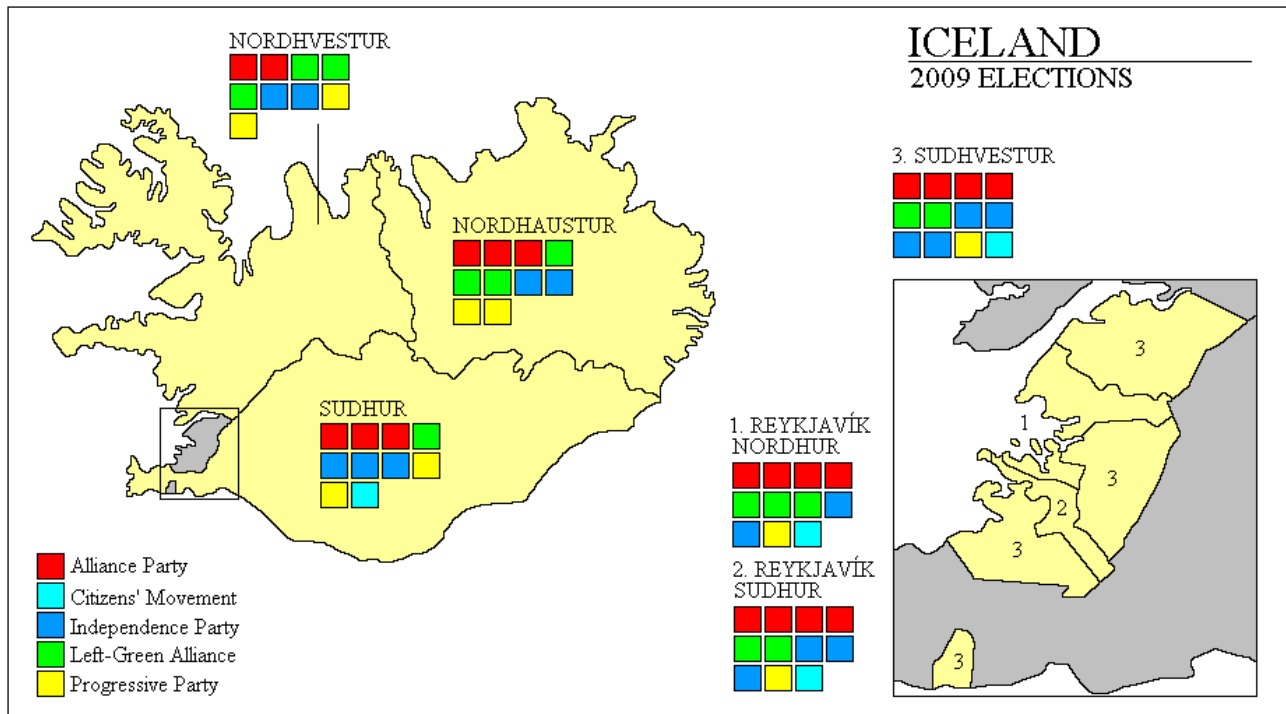 NORDHVESTUR
ICELAND
2009 ELECTIONS
3. SUDHVESTUR
NORDHAUSTUR
SUDHUR
1. REYKJAVÍK
NORDHUR
2. REYKJAVÍK
SUDHUR
Alliance Party
Citizens' Movement
Independence Party
Left-Green Alliance
Progressive Party
3
1
3
2
3
3